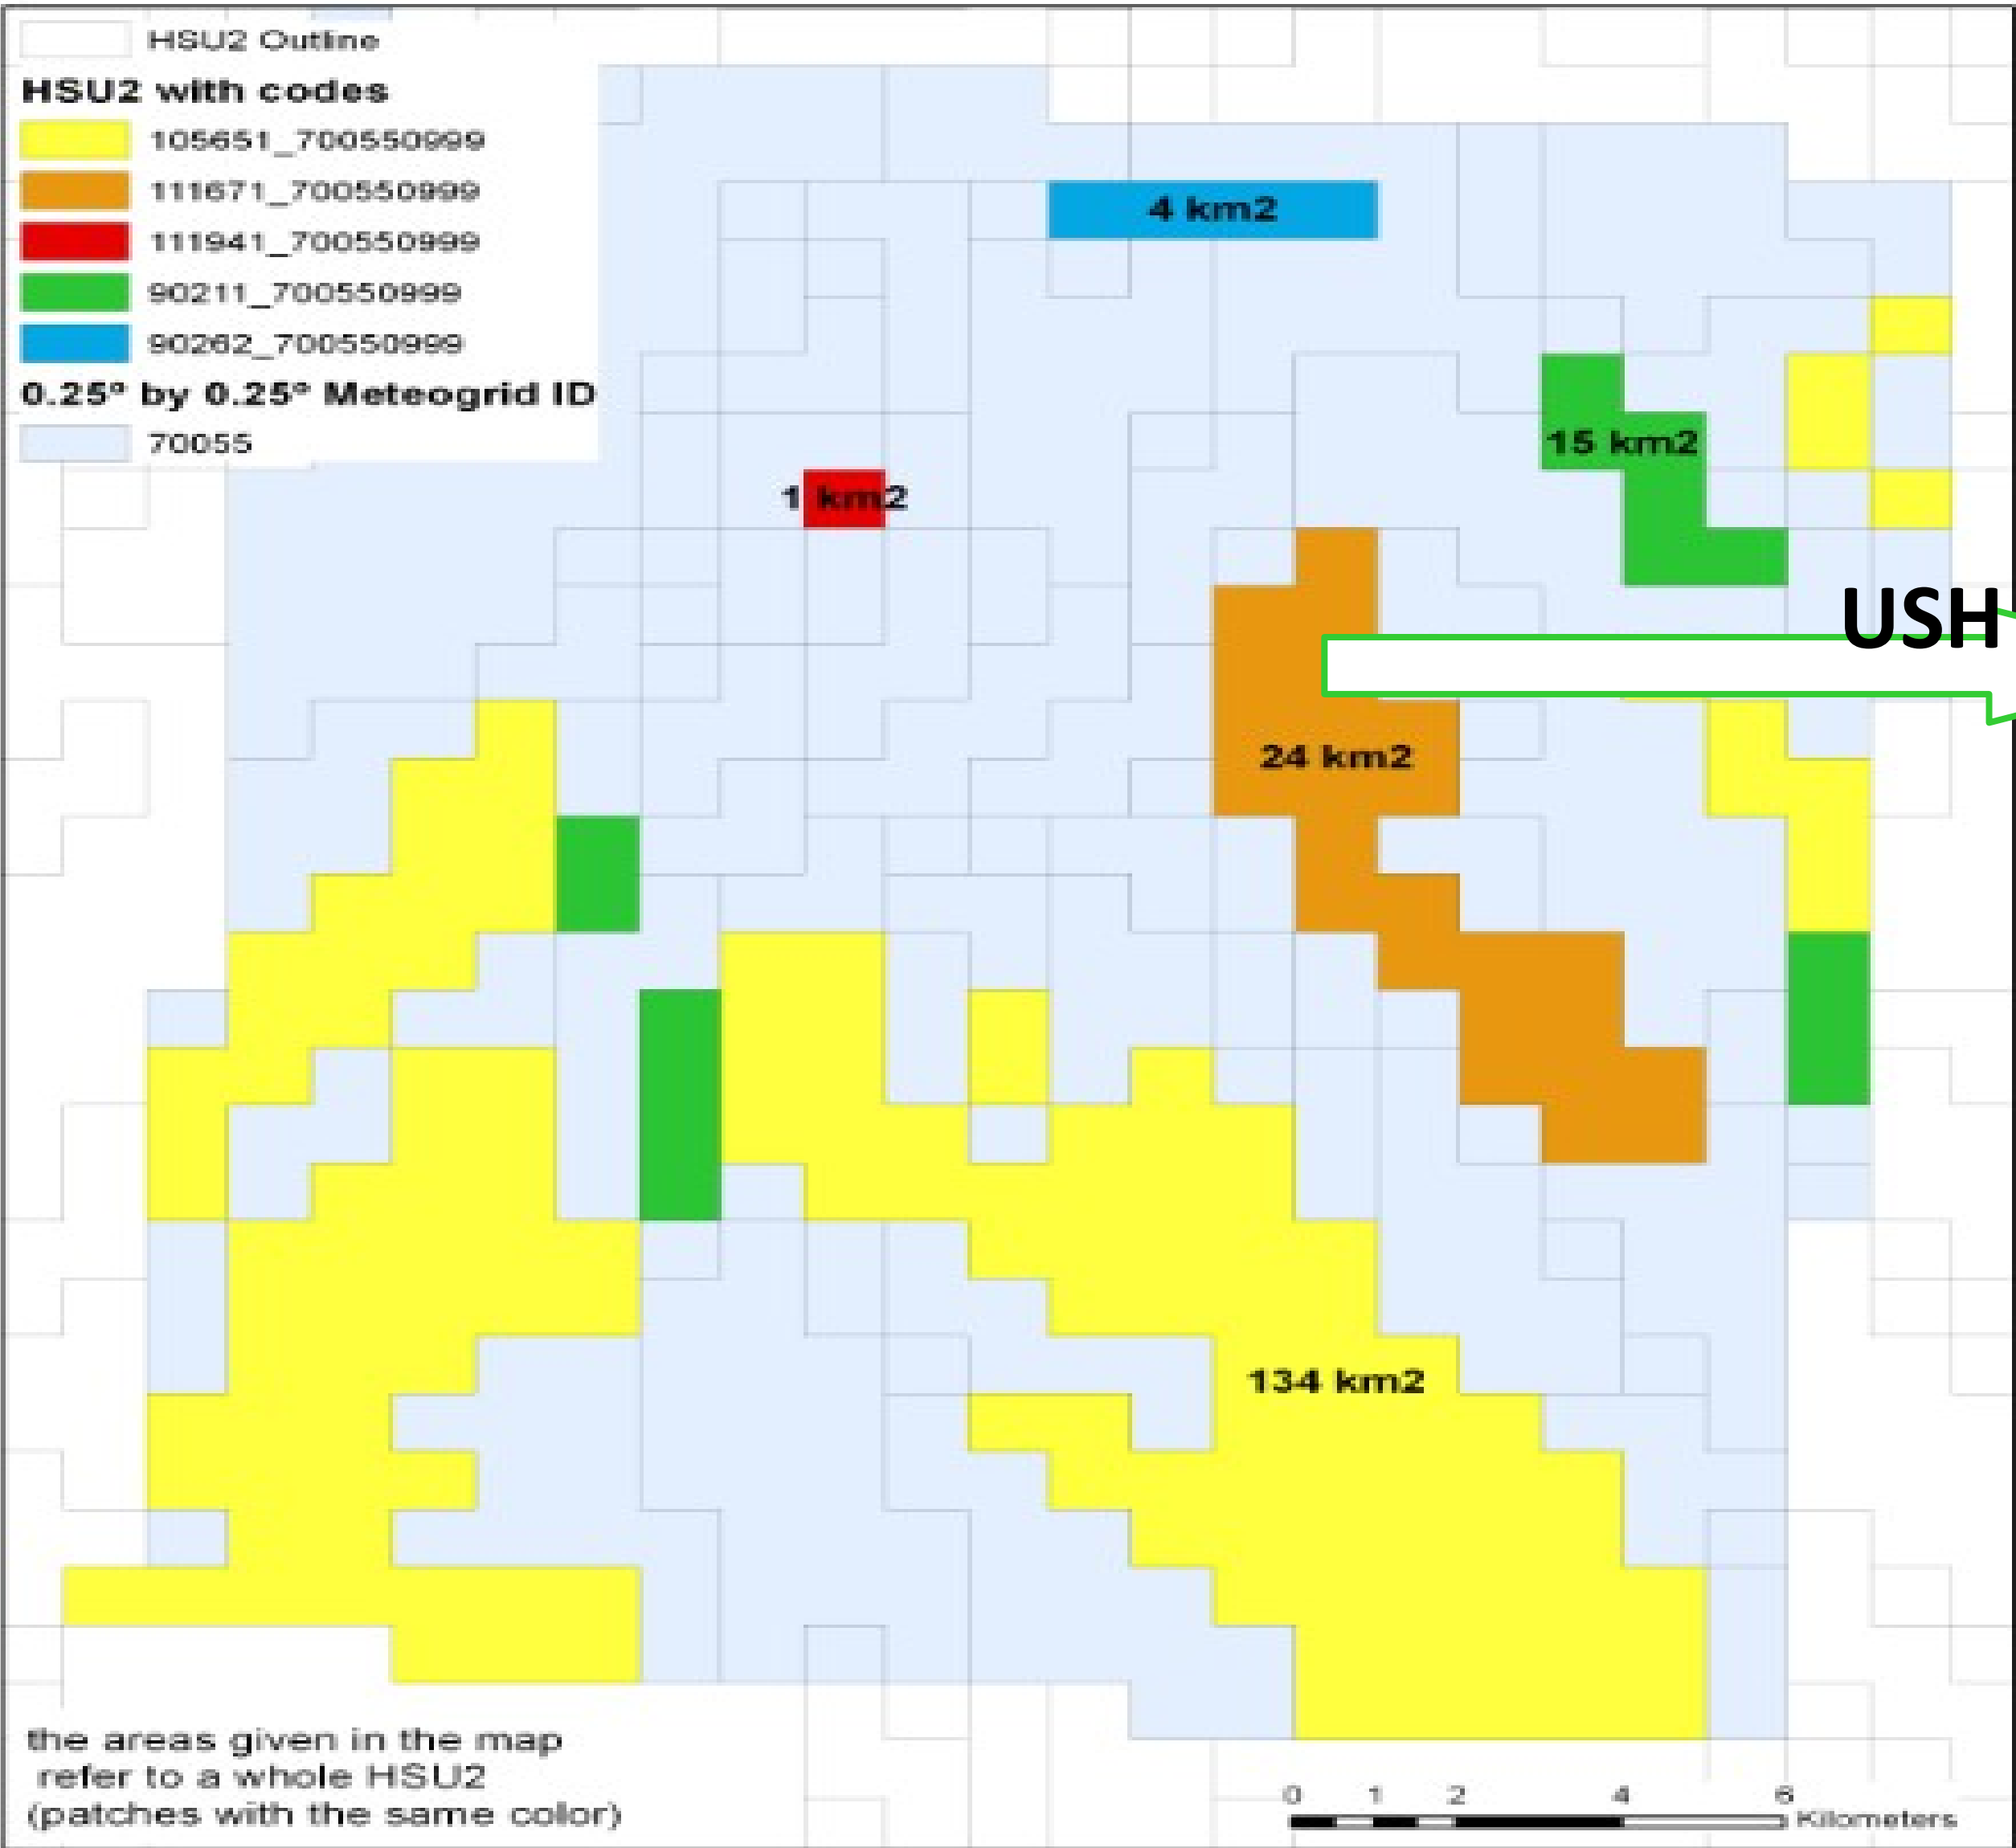 HSU2 Outline
HSU2 with codes
105651_700550999
111671_700550999
111941_700550999
90211_700550999
90262_700550999
0.25º by 0.25º Meteogrid ID
70055
4 km2
15 km2
1 km2
USH
24 km2
134 km2
the areas given in the map
refer to a whole HSU2
(patches with the same color)
0 1 2 4 6
Kilometers